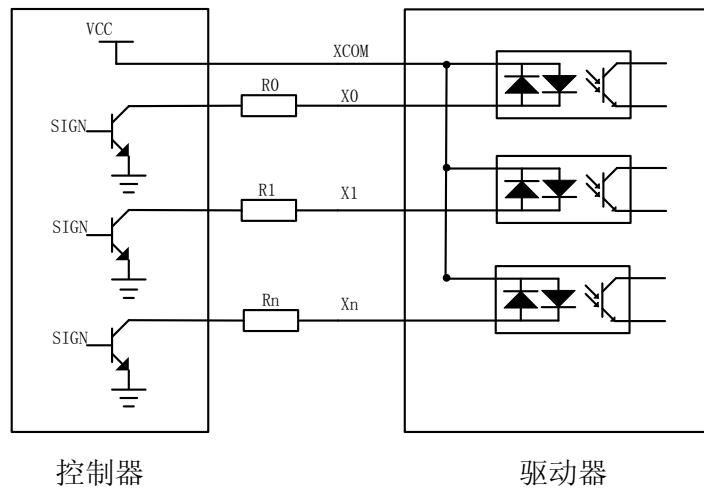 VCC
XCOM
R0
X0
SIGN
R1
X1
SIGN
Rn
Xn
SIGN
控制器
驱动器